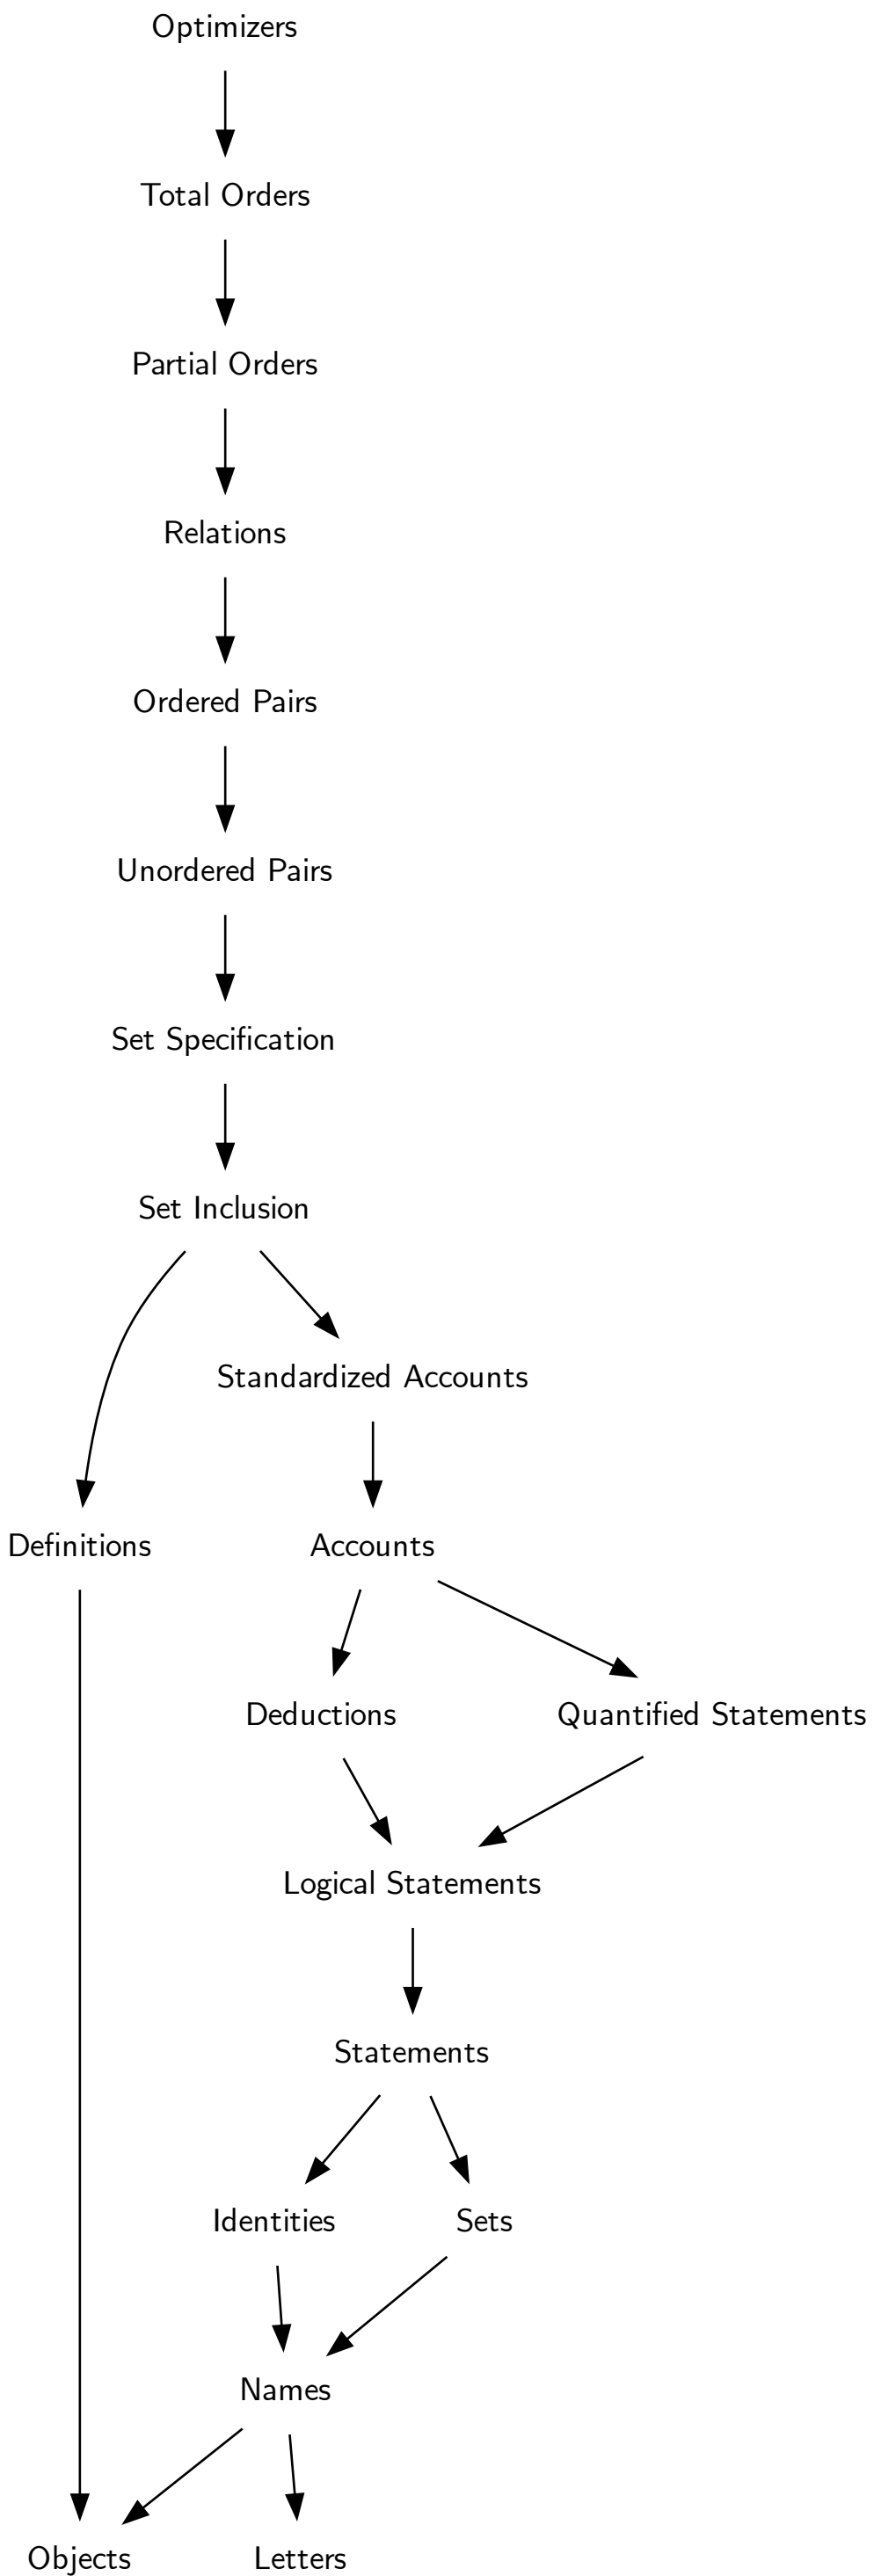 Optimizers
Total Orders
Partial Orders
Relations
Ordered Pairs
Unordered Pairs
Set Specification
Set Inclusion
Standardized Accounts
Definitions
Accounts
Deductions
Quantified Statements
Logical Statements
Statements
Identities
Sets
Names
Objects
Letters